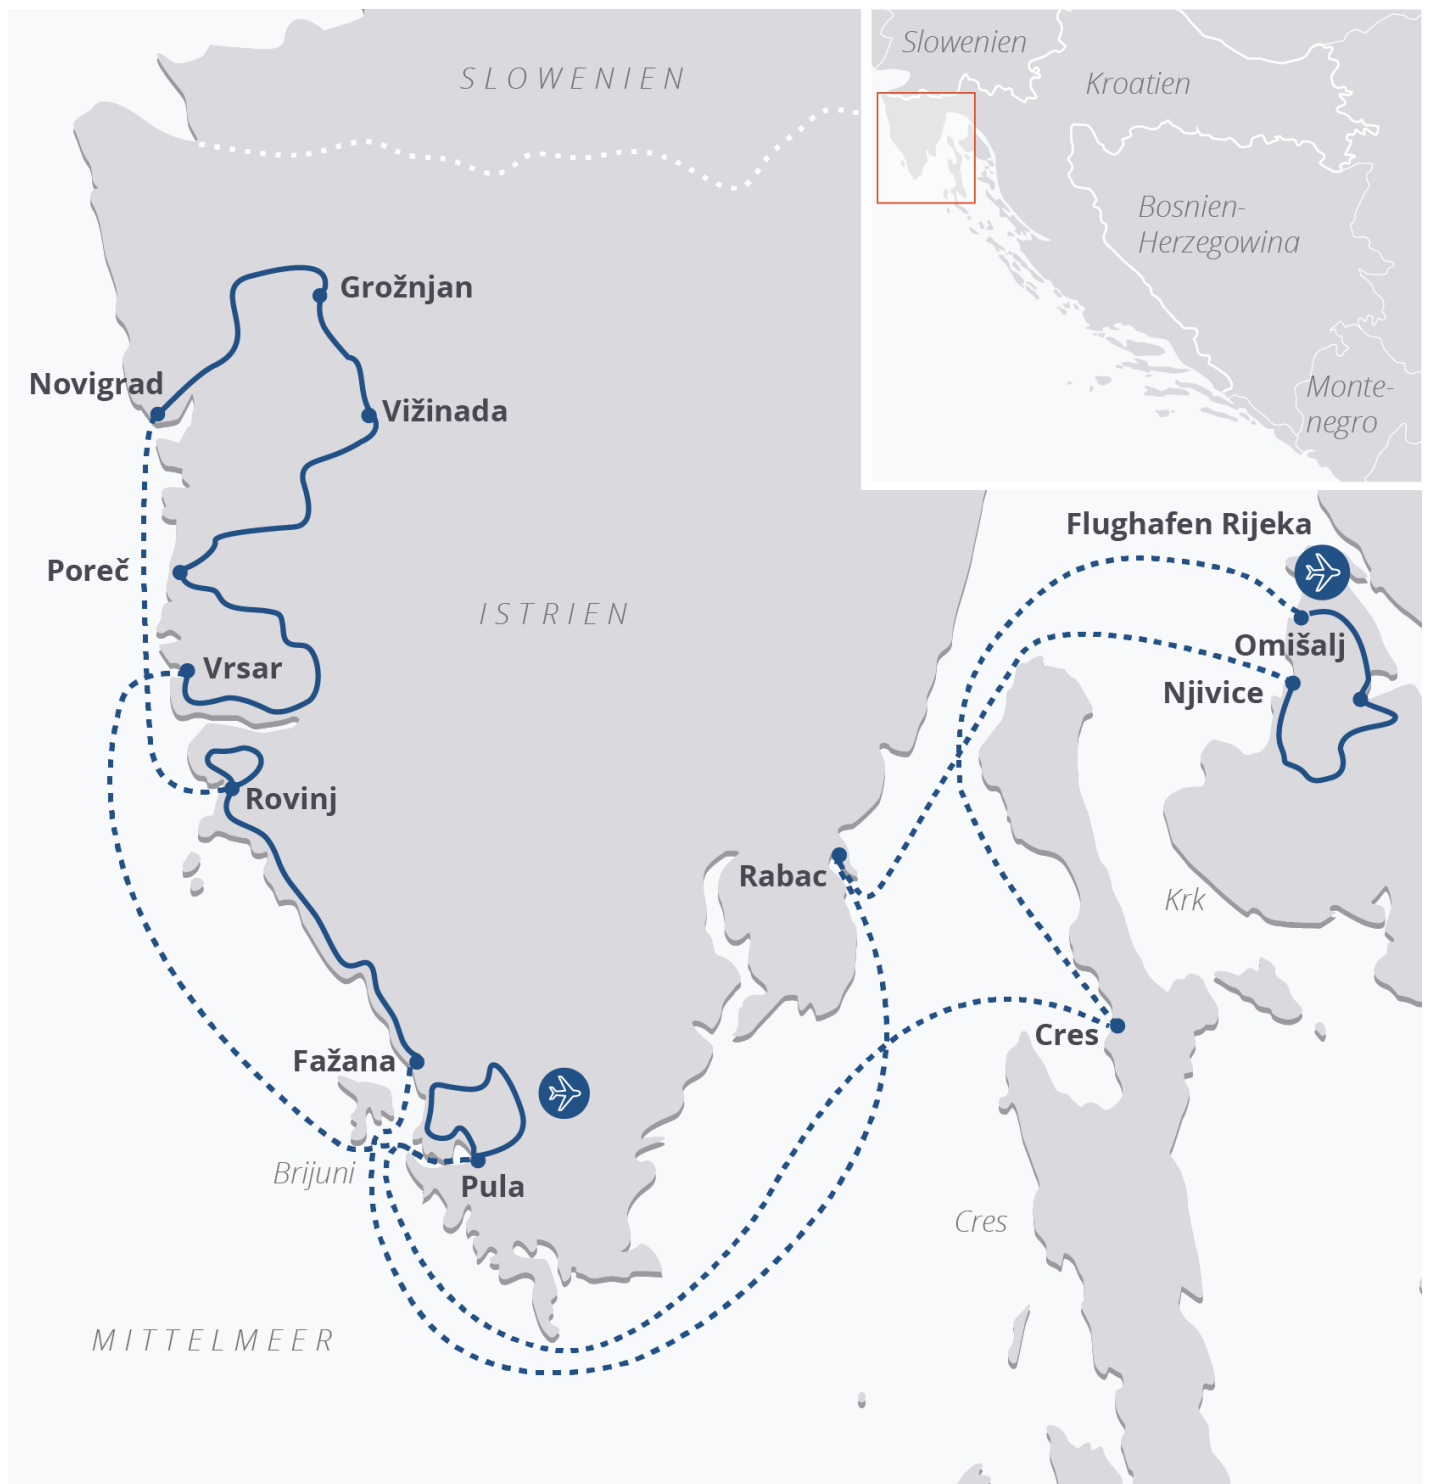 SLOWENIEN
Slowenien
Kroatien
Bosnien-
Herzegowina
Monte-
negro
Grožnjan
Novigrad
Vižinada
Flughafen Rijeka
Poreč
ISTRIEN
Omišalj
Vrsar
Njivice
Rovinj
Rabac
Krk
Cres
Fažana
Brijuni
Pula
Cres
MITTELMEER